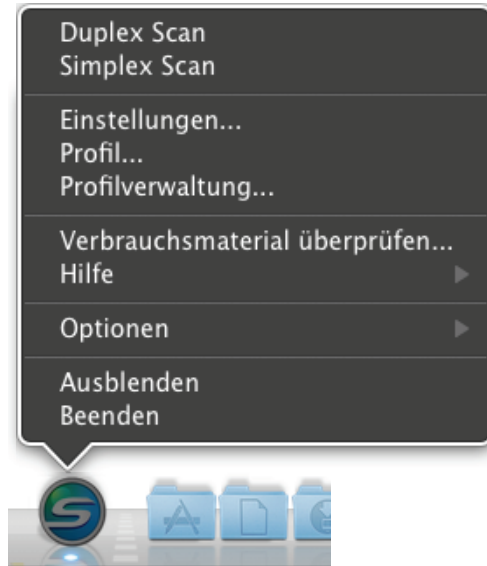 Duplex Scan
Simplex Scan
Einstellungen...
Profil...
Profilverwaltung...
Verbrauchsmaterial überprüfen...
Hilfe
Optionen
Ausblenden
Beenden